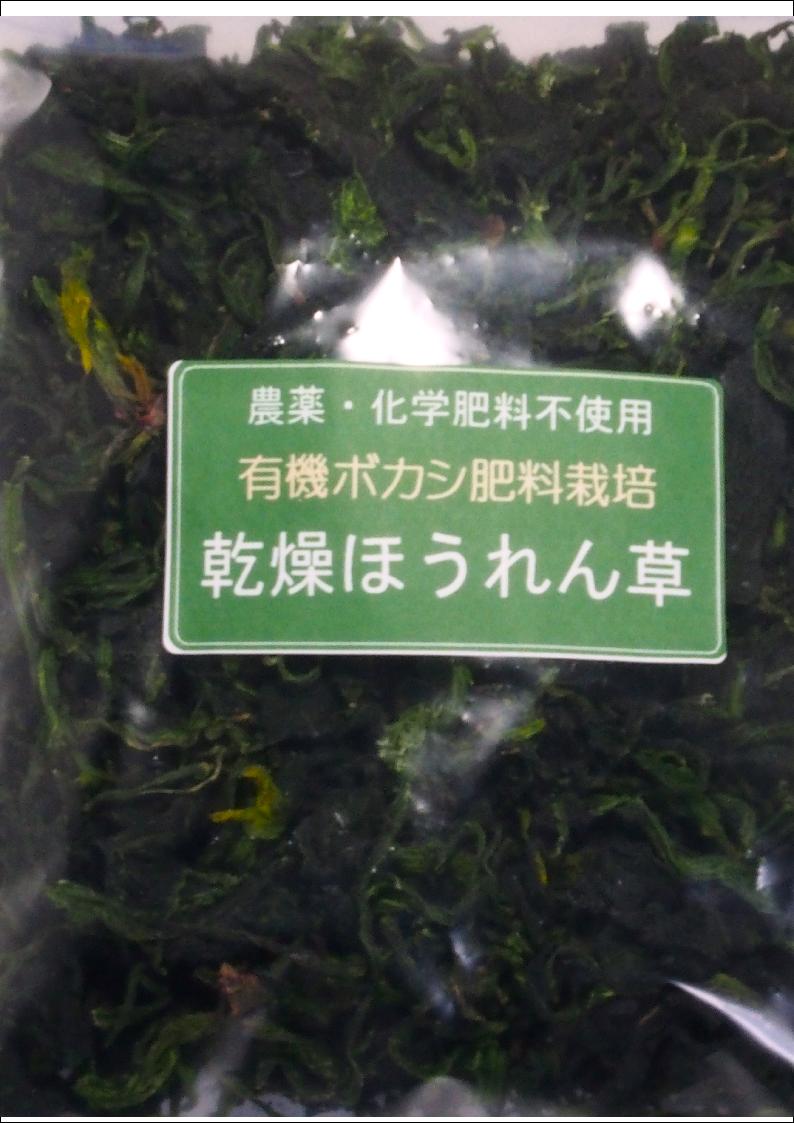 農薬・化学肥料不使用
有機ボカシ肥料栽培
乾燥ほうれん草